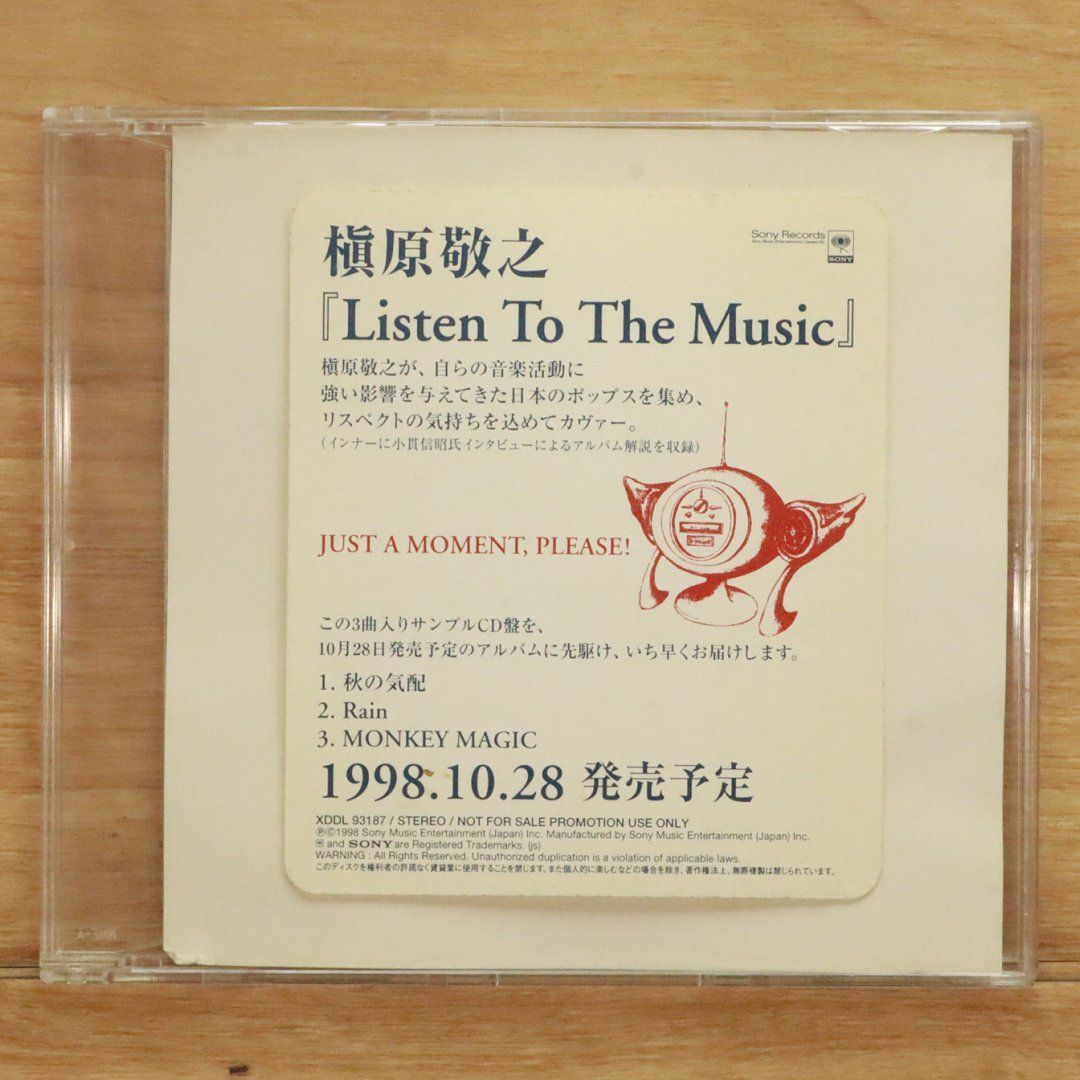 槇原敬之
Sony Records
Sony Music Entertainment (Japan) Inc.
SONY
『Listen To The Music』
槇原敬之が、自らの音楽活動に
強い影響を与えてきた日本のポップスを集め、
リスペクトの気持ちを込めてカヴァー。
(インナーに小貫信昭氏インタビューによるアルバム解説を収録)
JUST A MOMENT, PLEASE!
この3曲入りサンプルCD盤を、
10月28日発売予定のアルバムに先駆け、いち早くお届けします。
1. 秋の気配
2. Rain
3. MONKEY MAGIC
1998.10.28 発売予定
XDDL 93187 / STEREO / NOT FOR SALE PROMOTION USE ONLY
Ⓟ©1998 Sony Music Entertainment (Japan) Inc. Manufactured by Sony Music Entertainment (Japan) Inc.
and SONY are Registered Trademarks. (js)
WARNING : All Rights Reserved. Unauthorized duplication is a violation of applicable laws.
このディスクを権利者の許諾なく賃貸業に使用することを禁じます。また個人的に楽しむなどの場合を除き、著作権法上、無断複製は禁じられています。